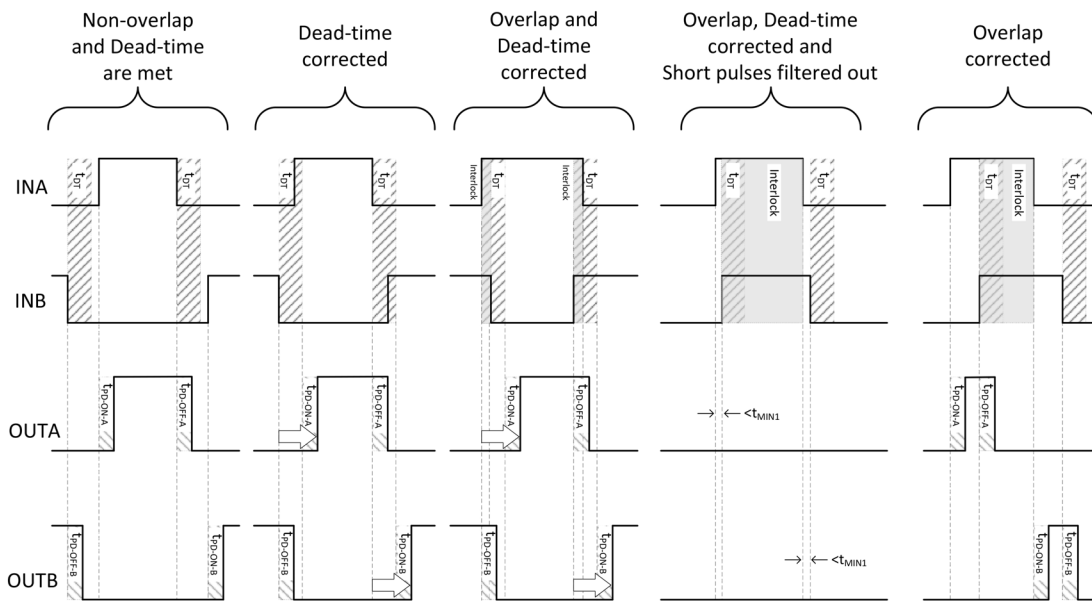 Non-overlap
and Dead-time
are met
Dead-time
corrected
Overlap and
Dead-time
corrected
Overlap, Dead-time
corrected and
Short pulses filtered out
Overlap
corrected
INA
tDT
tDT
tDT
tDT
Interlock
tDT
Interlock
tDT
tDT
Interlock
tDT
tDT
Interlock
tDT
INB
OUTA
tPD-ON-A
tPD-OFF-A
tPD-ON-A
tPD-OFF-A
tPD-ON-A
tPD-OFF-A
<tMIN1
tPD-ON-A
tPD-OFF-A
OUTB
tPD-OFF-B
tPD-ON-B
tPD-OFF-B
tPD-ON-B
tPD-OFF-B
tPD-ON-B
<tMIN1
tPD-ON-B
tPD-OFF-B